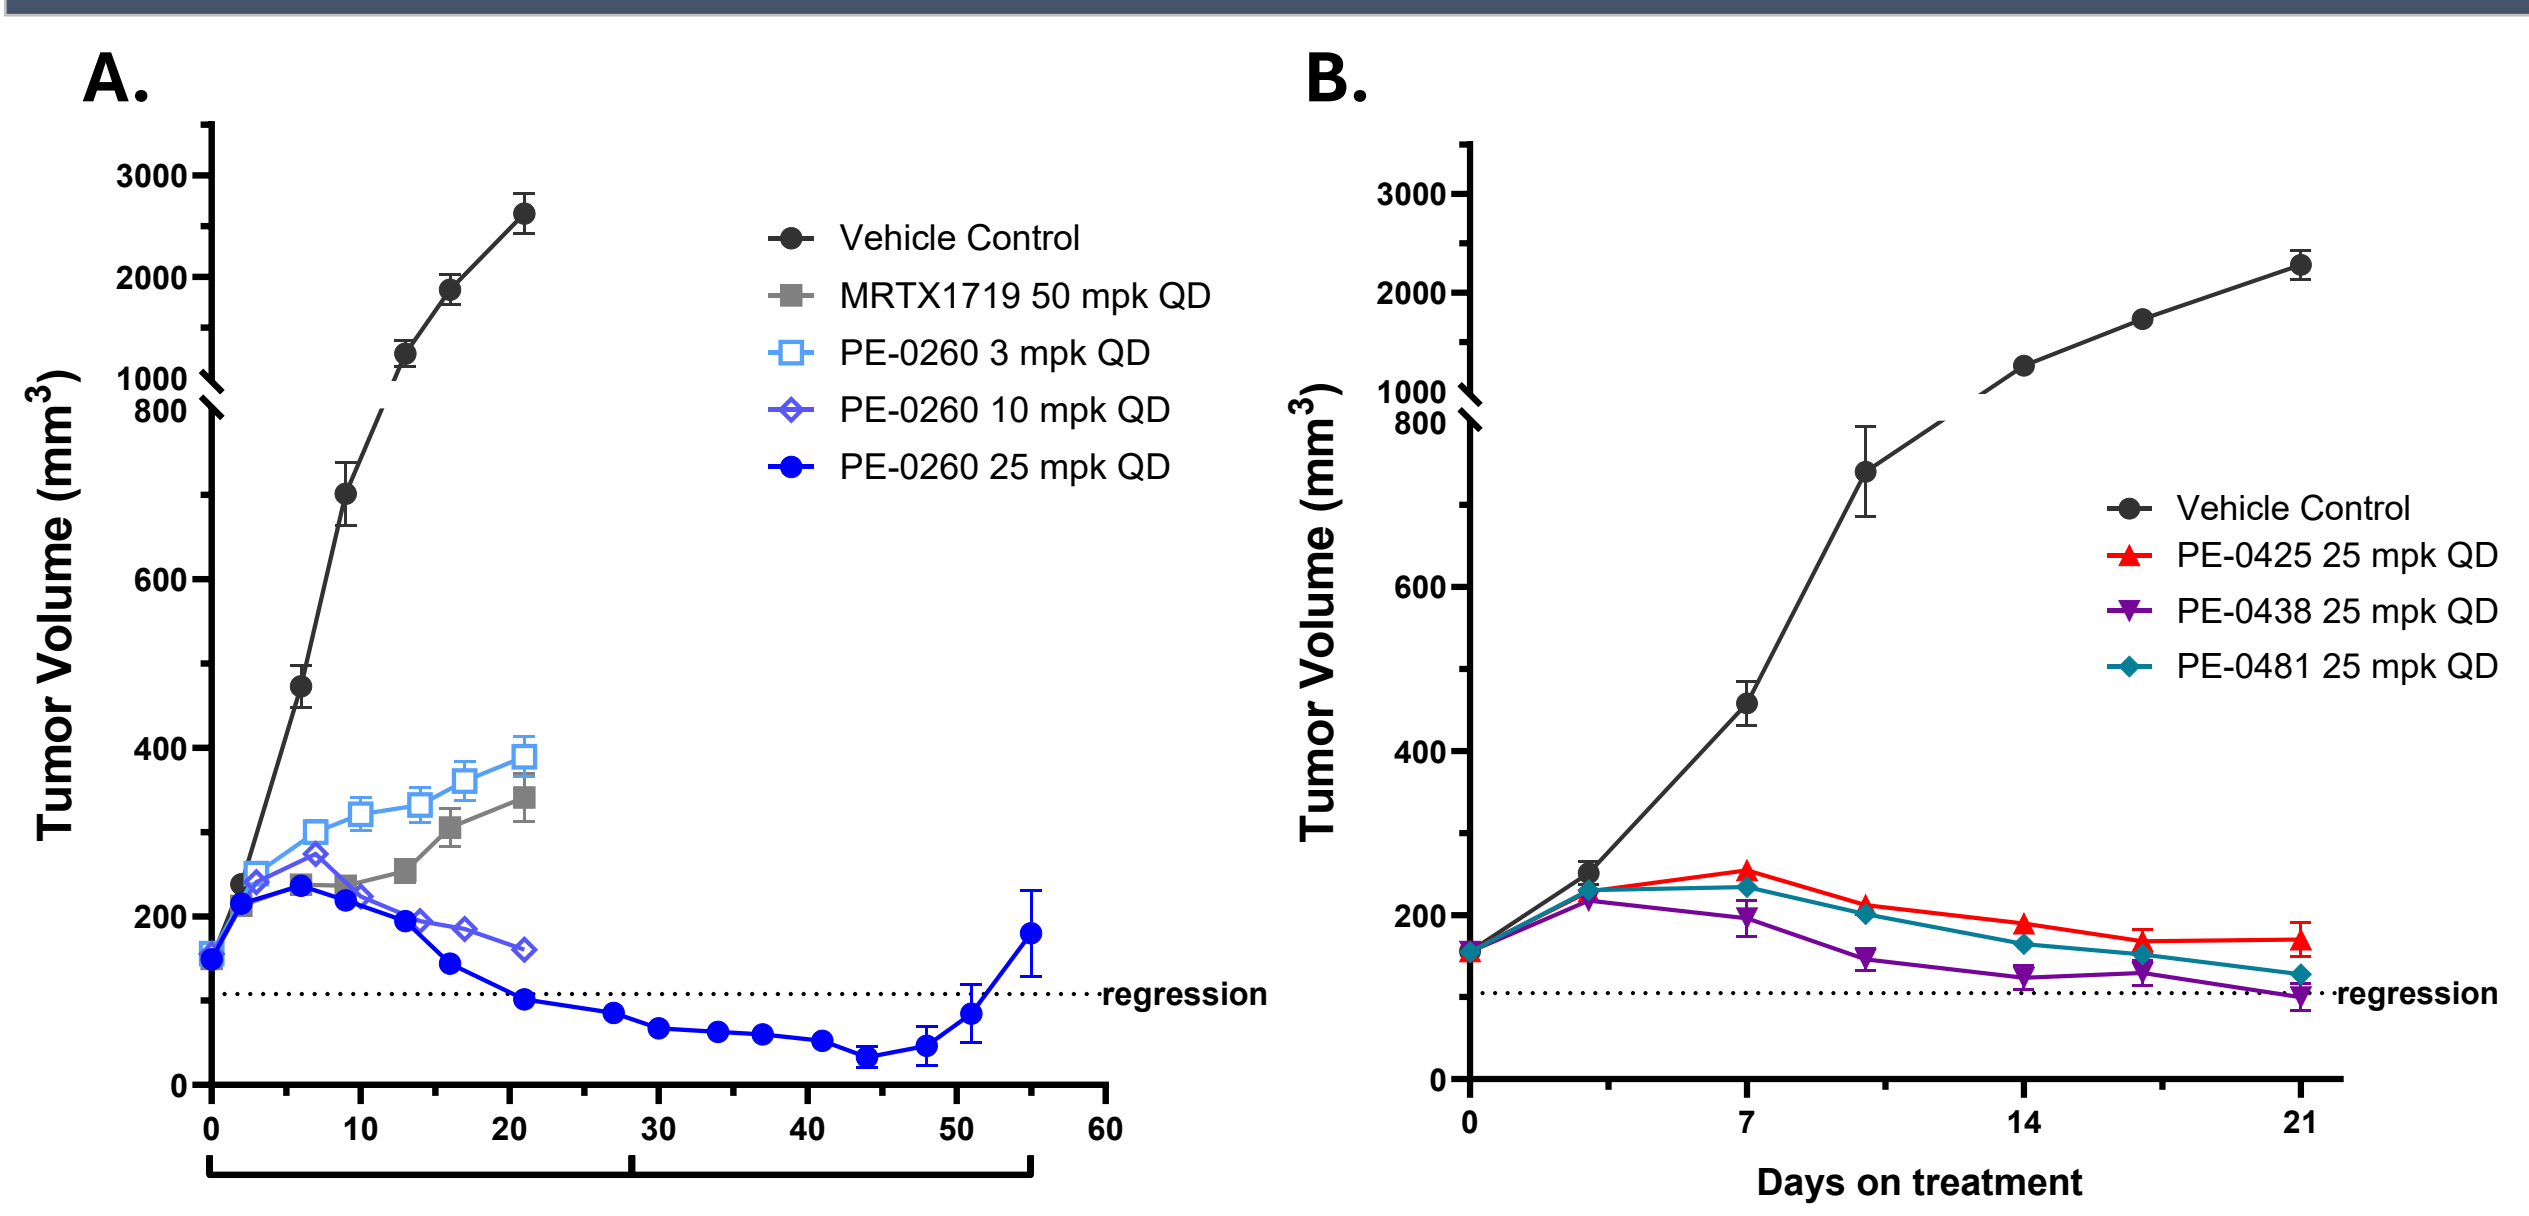 A.
Tumor Volume (mm³)
3000
2000
1000
800
600
400
200
0
0 10 20 30 40 50 60
Vehicle Control
MRTX1719 50 mpk QD
PE-0260 3 mpk QD
PE-0260 10 mpk QD
PE-0260 25 mpk QD
regression
B.
Tumor Volume (mm³)
3000
2000
1000
800
600
400
200
0
0 7 14 21
Days on treatment
Vehicle Control
PE-0425 25 mpk QD
PE-0438 25 mpk QD
PE-0481 25 mpk QD
regression